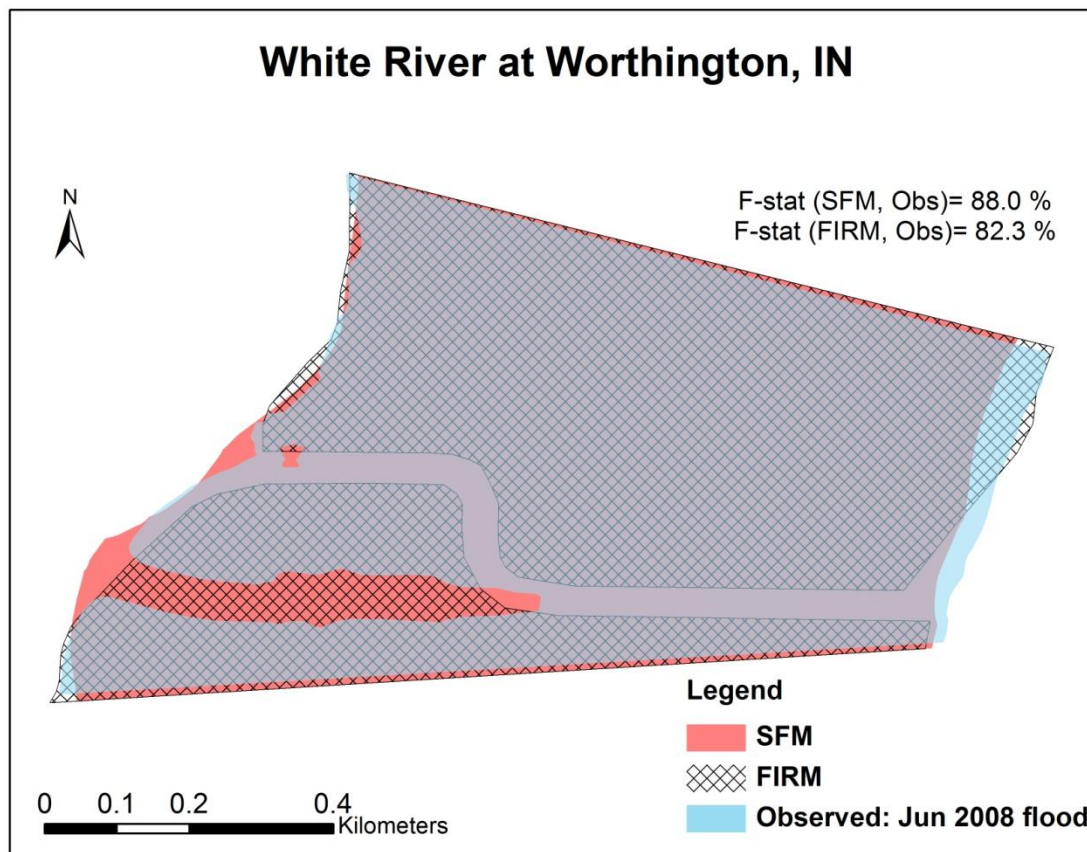 White River at Worthington, IN
N
F-stat (SFM, Obs)= 88.0 %
F-stat (FIRM, Obs)= 82.3 %
Legend
SFM
FIRM
Observed: Jun 2008 flood
0 0.1 0.2 0.4
Kilometers